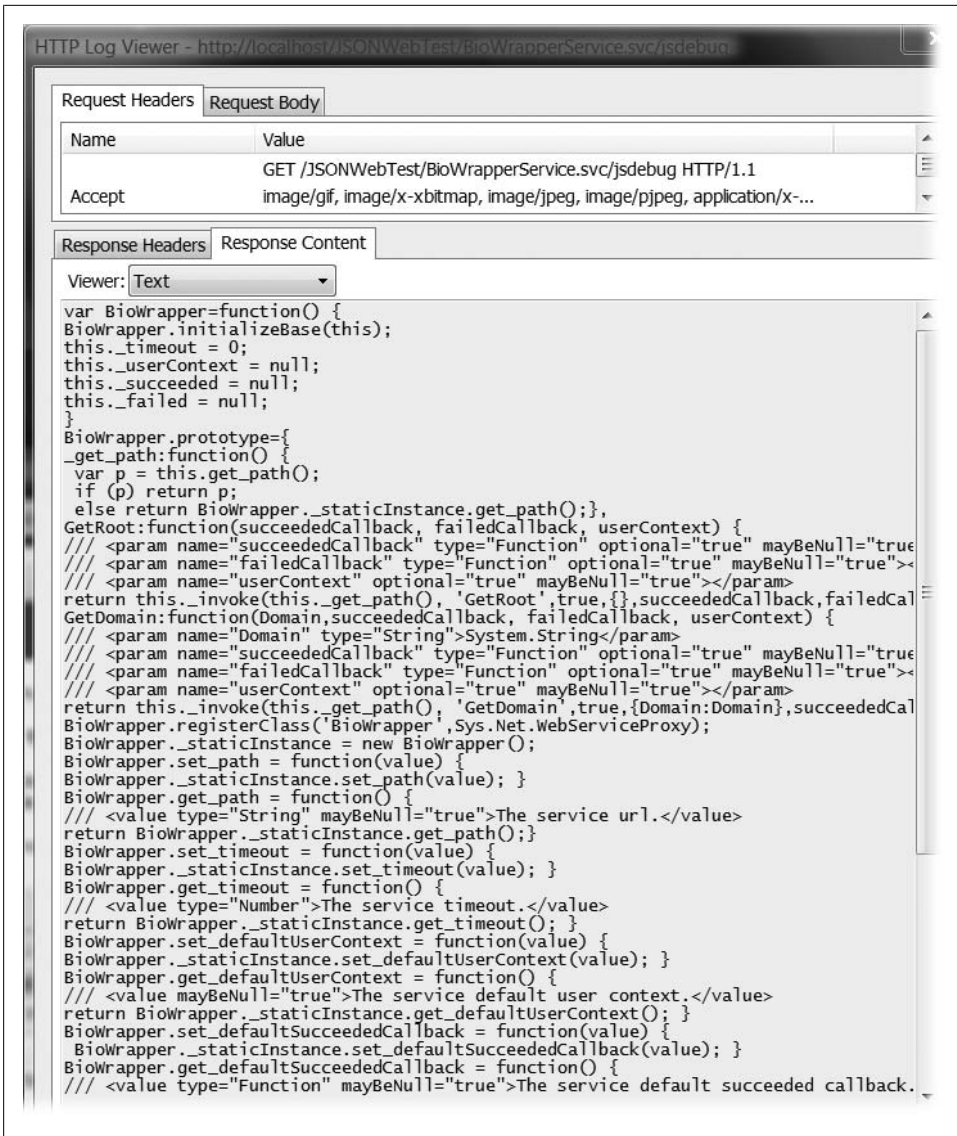 HTTP Log Viewer - http://localhost/JSONWebTest/BioWrapperService.svc/jsdebug
Request Headers Request Body
Name Value
GET /JSONWebTest/BioWrapperService.svc/jsdebug HTTP/1.1
Accept image/gif, image/x-xbitmap, image/jpeg, image/pjpeg, application/x-...
Response Headers Response Content
Viewer: Text
var BioWrapper=function() {
BioWrapper.initializeBase(this);
this._timeout = 0;
this._userContext = null;
this._succeeded = null;
this._failed = null;
}
BioWrapper.prototype={
_get_path:function() {
 var p = this.get_path();
 if (p) return p;
 else return BioWrapper._staticInstance.get_path();},
GetRoot:function(succeededCallback, failedCallback, userContext) {
/// <param name="succeededCallback" type="Function" optional="true" mayBeNull="true
/// <param name="failedCallback" type="Function" optional="true" mayBeNull="true"><
/// <param name="userContext" optional="true" mayBeNull="true"></param>
return this._invoke(this._get_path(), 'GetRoot',true,{},succeededCallback,failedCal
GetDomain:function(Domain,succeededCallback, failedCallback, userContext) {
/// <param name="Domain" type="String">System.String</param>
/// <param name="succeededCallback" type="Function" optional="true" mayBeNull="true
/// <param name="failedCallback" type="Function" optional="true" mayBeNull="true"><
/// <param name="userContext" optional="true" mayBeNull="true"></param>
return this._invoke(this._get_path(), 'GetDomain',true,{Domain:Domain},succeededCal
BioWrapper.registerClass('BioWrapper',Sys.Net.WebServiceProxy);
BioWrapper._staticInstance = new BioWrapper();
BioWrapper.set_path = function(value) {
BioWrapper._staticInstance.set_path(value); }
BioWrapper.get_path = function() {
/// <value type="String" mayBeNull="true">The service url.</value>
return BioWrapper._staticInstance.get_path();}
BioWrapper.set_timeout = function(value) {
BioWrapper._staticInstance.set_timeout(value); }
BioWrapper.get_timeout = function() {
/// <value type="Number">The service timeout.</value>
return BioWrapper._staticInstance.get_timeout(); }
BioWrapper.set_defaultUserContext = function(value) {
BioWrapper._staticInstance.set_defaultUserContext(value); }
BioWrapper.get_defaultUserContext = function() {
/// <value mayBeNull="true">The service default user context.</value>
return BioWrapper._staticInstance.get_defaultUserContext(); }
BioWrapper.set_defaultSucceededCallback = function(value) {
 BioWrapper._staticInstance.set_defaultSucceededCallback(value); }
BioWrapper.get_defaultSucceededCallback = function() {
/// <value type="Function" mayBeNull="true">The service default succeeded callback.